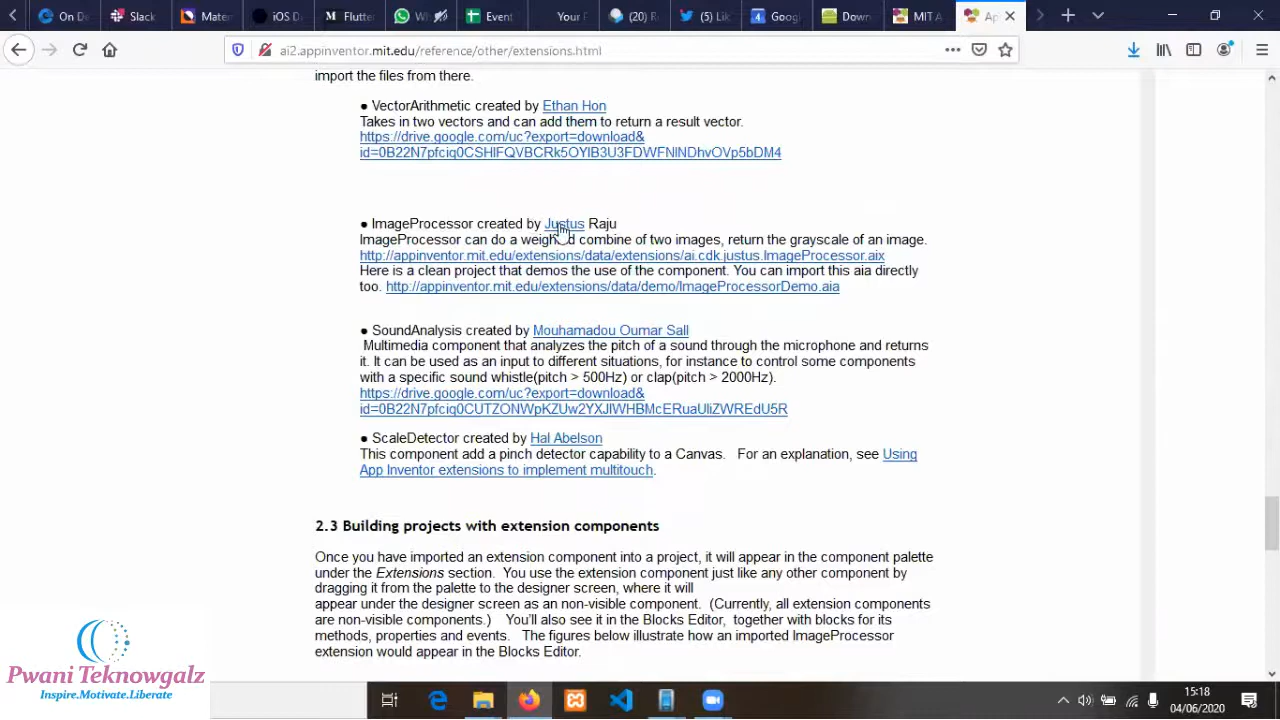 On De
Slack
Mater
iOS D
Flutter
WhatsA
Event
Your F
(20) R
(5) Lik
Googl
Down
MIT A
Ap
ai2.appinventor.mit.edu/reference/other/extensions.html
import the files from there.
● VectorArithmetic created by Ethan Hon
Takes in two vectors and can add them to return a result vector.
https://drive.google.com/uc?export=download&
● ImageProcessor created by Justus Raju
ImageProcessor can do a weighed combine of two images, return the grayscale of an image.
http://appinventor.mit.edu/extensions/data/extensions/ai.cdk.justus.ImageProcessor.aix
Here is a clean project that demos the use of the component. You can import this aia directly
too. http://appinventor.mit.edu/extensions/data/demo/ImageProcessorDemo.aia
● SoundAnalysis created by Mouhamadou Oumar Sall
Multimedia component that analyzes the pitch of a sound through the microphone and returns
it. It can be used as an input to different situations, for instance to control some components
with a specific sound whistle(pitch > 500Hz) or clap(pitch > 2000Hz).
https://drive.google.com/uc?export=download&
● ScaleDetector created by Hal Abelson
This component add a pinch detector capability to a Canvas. For an explanation, see Using
App Inventor extensions to implement multitouch.
2.3 Building projects with extension components
Once you have imported an extension component into a project, it will appear in the component palette
under the Extensions section. You use the extension component just like any other component by
dragging it from the palette to the designer screen, where it will
appear under the designer screen as an non-visible component. (Currently, all extension components
are non-visible components.) You'll also see it in the Blocks Editor, together with blocks for its
methods, properties and events. The figures below illustrate how an imported ImageProcessor
extension would appear in the Blocks Editor.
Pwani Teknowgalz
Inspire.Motivate.Liberate
15:18
04/06/2020